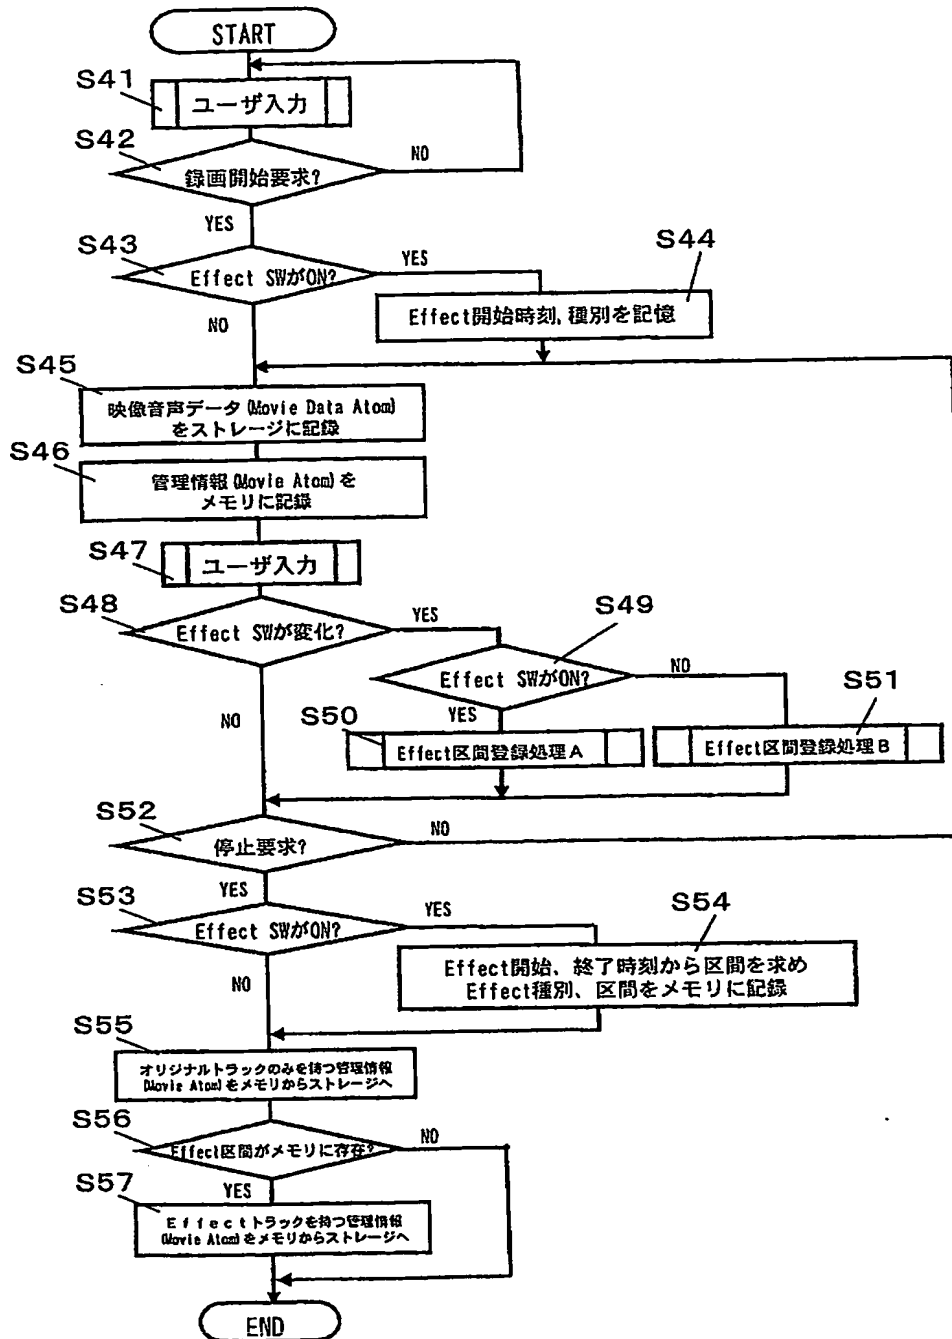 START
S41
ユーザ入力
S42
録画開始要求?
NO
YES
S43
Effect SWがON?
YES
NO
S44
Effect開始時刻,種別を記憶
S45
映像音声データ(Movie Data Atom)
をストレージに記録
S46
管理情報(Movie Atom)を
メモリに記録
S47
ユーザ入力
S48
Effect SWが変化?
YES
NO
S49
Effect SWがON?
NO
YES
S50
Effect区間登録処理A
S51
Effect区間登録処理B
S52
停止要求?
NO
YES
S53
Effect SWがON?
YES
NO
S54
Effect開始、終了時刻から区間を求め
Effect種別、区間をメモリに記録
S55
オリジナルトラックのみを持つ管理情報
(Movie Atom)をメモリからストレージへ
S56
Effect区間がメモリに存在?
NO
YES
S57
Effectトラックを持つ管理情報
(Movie Atom)をメモリからストレージへ
END